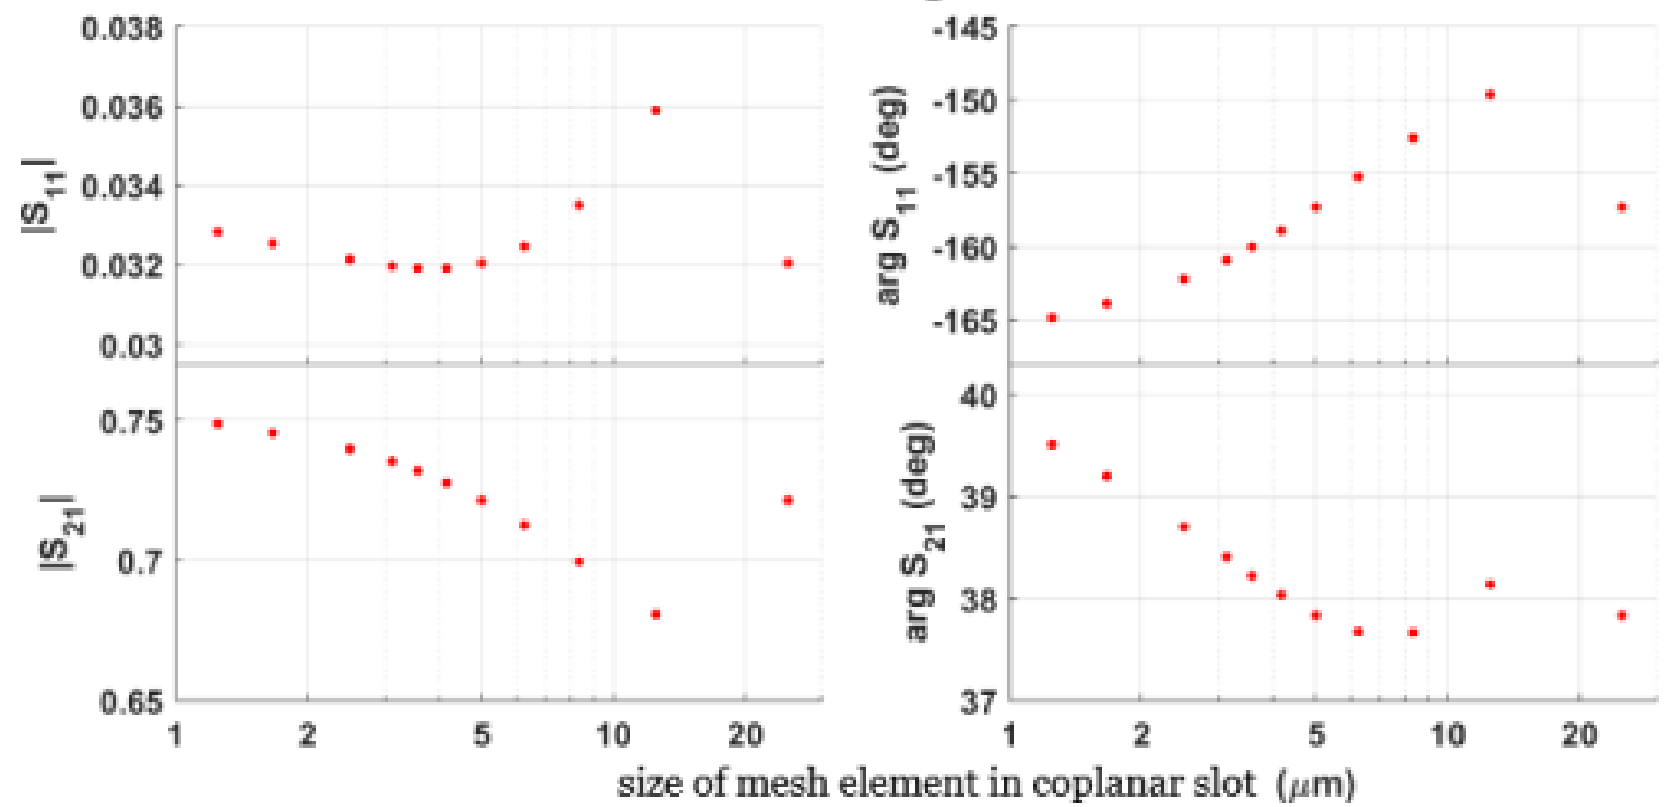 0.038
0.036
0.034
0.032
0.03
|S11|
-145
-150
-155
-160
-165
arg S11 (deg)
0.75
0.7
0.65
|S21|
40
39
38
37
arg S21 (deg)
1 2 5 10 20
1 2 5 10 20
size of mesh element in coplanar slot (μm)